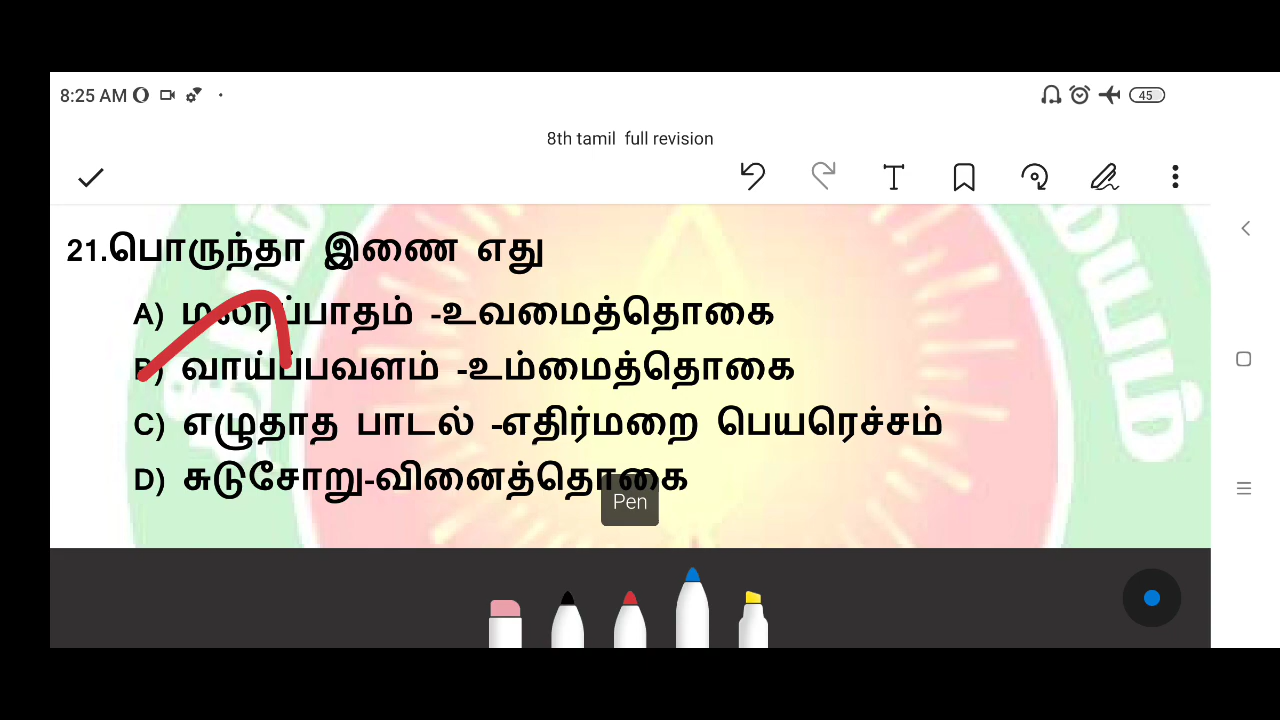 8:25 AM
45
8th tamil full revision
21.பொருந்தா இணை எது
A) மலர்ப்பாதம் -உவமைத்தொகை
B) வாய்ப்பவளம் -உம்மைத்தொகை
C) எழுதாத பாடல் -எதிர்மறை பெயரெச்சம்
D) சுடுசோறு-வினைத்தொகை
Pen